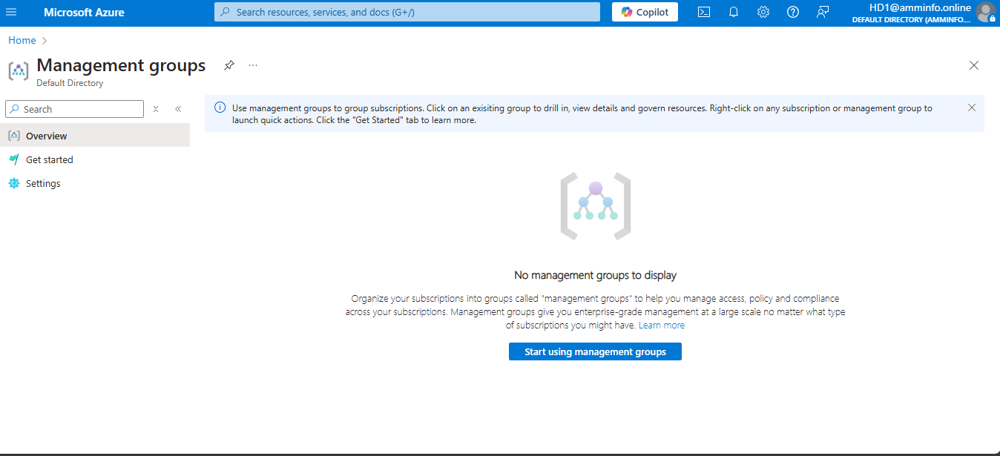 Microsoft Azure
Search resources, services, and docs (G+/)
Copilot
HD1@amminfo.online
DEFAULT DIRECTORY (AMMINFO....
Home
Management groups
...
Default Directory
Search
Overview
Get started
Settings
Use management groups to group subscriptions. Click on an exisiting group to drill in, view details and govern resources. Right-click on any subscription or management group to
launch quick actions. Click the "Get Started" tab to learn more.
No management groups to display
Organize your subscriptions into groups called "management groups" to help you manage access, policy and compliance
across your subscriptions. Management groups give you enterprise-grade management at a large scale no matter what type
of subscriptions you might have. Learn more
Start using management groups